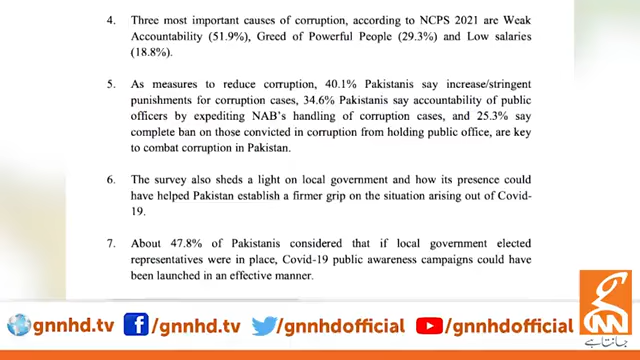 4. Three most important causes of corruption, according to NCPS 2021 are Weak
Accountability (51.9%), Greed of Powerful People (29.3%) and Low salaries
(18.8%).
5. As measures to reduce corruption, 40.1% Pakistanis say increase/stringent
punishments for corruption cases, 34.6% Pakistanis say accountability of public
officers by expediting NAB's handling of corruption cases, and 25.3% say
complete ban on those convicted in corruption from holding public office, are key
to combat corruption in Pakistan.
6. The survey also sheds a light on local government and how its presence could
have helped Pakistan establish a firmer grip on the situation arising out of Covid-
19.
7. About 47.8% of Pakistanis considered that if local government elected
representatives were in place, Covid-19 public awareness campaigns could have
been launched in an effective manner.
gnnhd.tv /gnnhd.tv /gnnhdofficial /gnnhdofficial
GNN
جانتا ہے